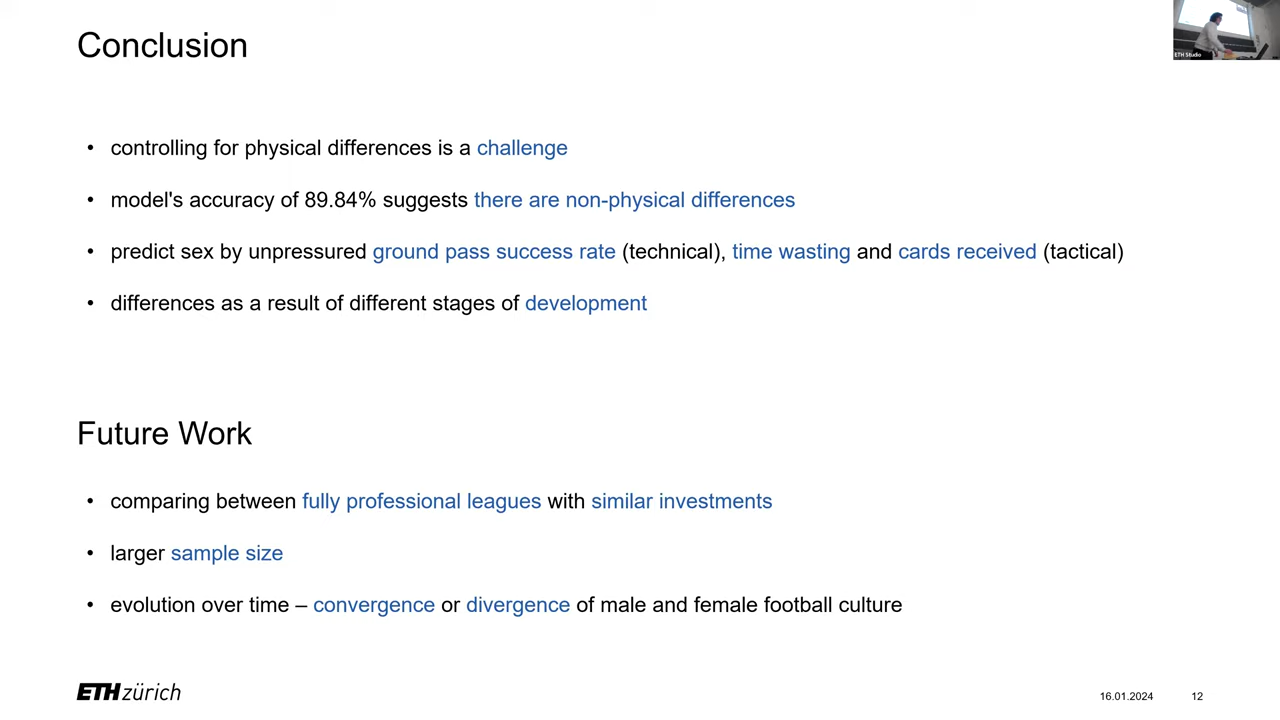 Conclusion
ETH Studio
• controlling for physical differences is a challenge
• model's accuracy of 89.84% suggests there are non-physical differences
• predict sex by unpressured ground pass success rate (technical), time wasting and cards received (tactical)
• differences as a result of different stages of development
Future Work
• comparing between fully professional leagues with similar investments
• larger sample size
• evolution over time – convergence or divergence of male and female football culture
ETH zürich
16.01.2024 12